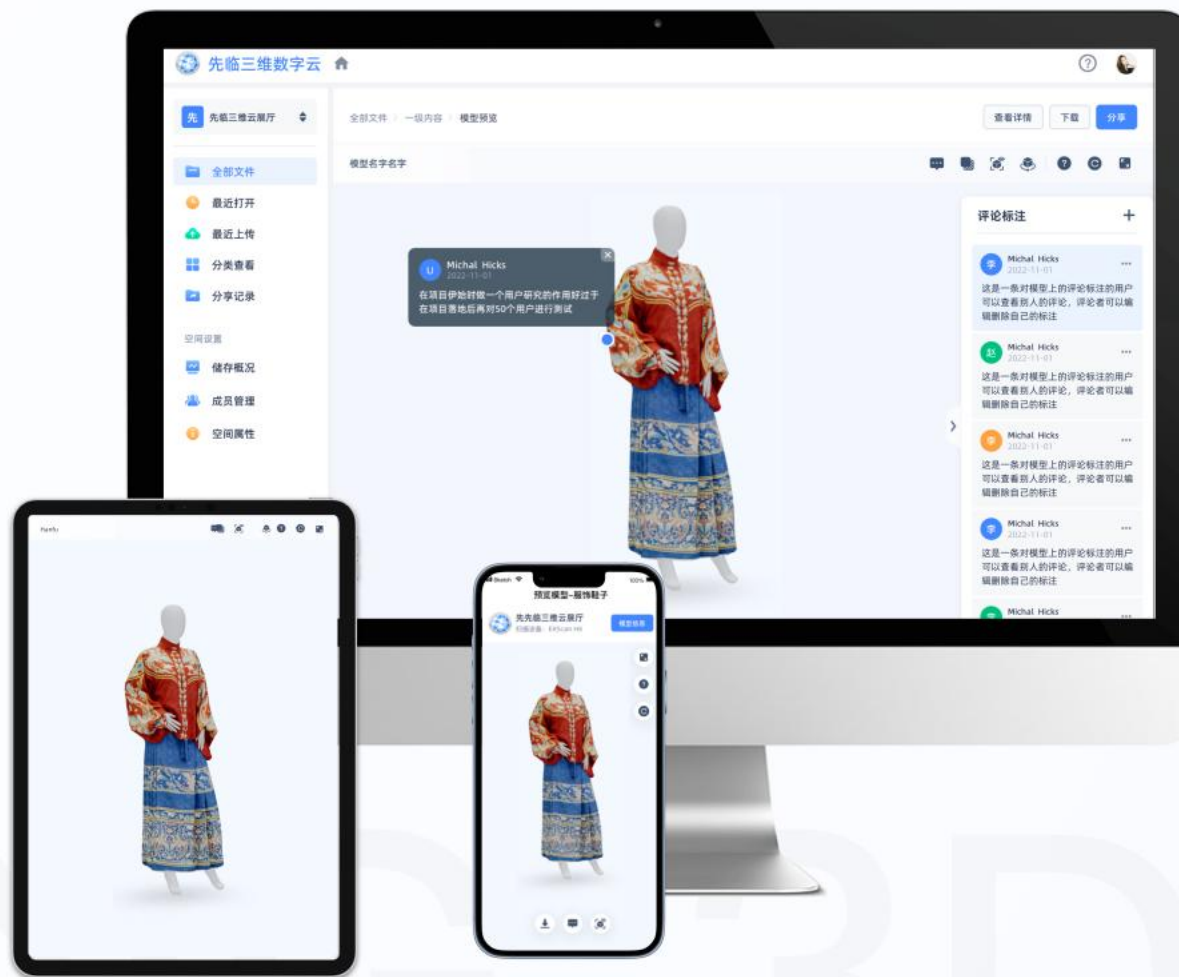 先临三维数字云
先 先临三维云展厅
全部文件
最近打开
最近上传
分类查看
分享记录
空间设置
储存概况
成员管理
空间属性
全部文件 / 一级内容 / 模型预览
查看详情 下载 分享
模型名字名字
U Michal Hicks
2022-11-01
在项目伊始时做一个用户研究的作用好过于
在项目落地后再对50个用户进行测试
评论标注 +
李 Michal Hicks
2022-11-01
这是一条对模型上的评论标注的用户
可以查看别人的评论，评论者可以编
辑删除自己的标注
赵 Michal Hicks
2022-11-01
这是一条对模型上的评论标注的用户
可以查看别人的评论，评论者可以编
辑删除自己的标注
李 Michal Hicks
2022-11-01
这是一条对模型上的评论标注的用户
可以查看别人的评论，评论者可以编
辑删除自己的标注
李 Michal Hicks
2022-11-01
这是一条对模型上的评论标注的用户
可以查看别人的评论，评论者可以编
辑删除自己的标注
Michal Hicks
Hanfu
Sketch 100%
预览模型-服饰鞋子
先先临三维云展厅
扫描设备: EinScan HX
模型信息
3D